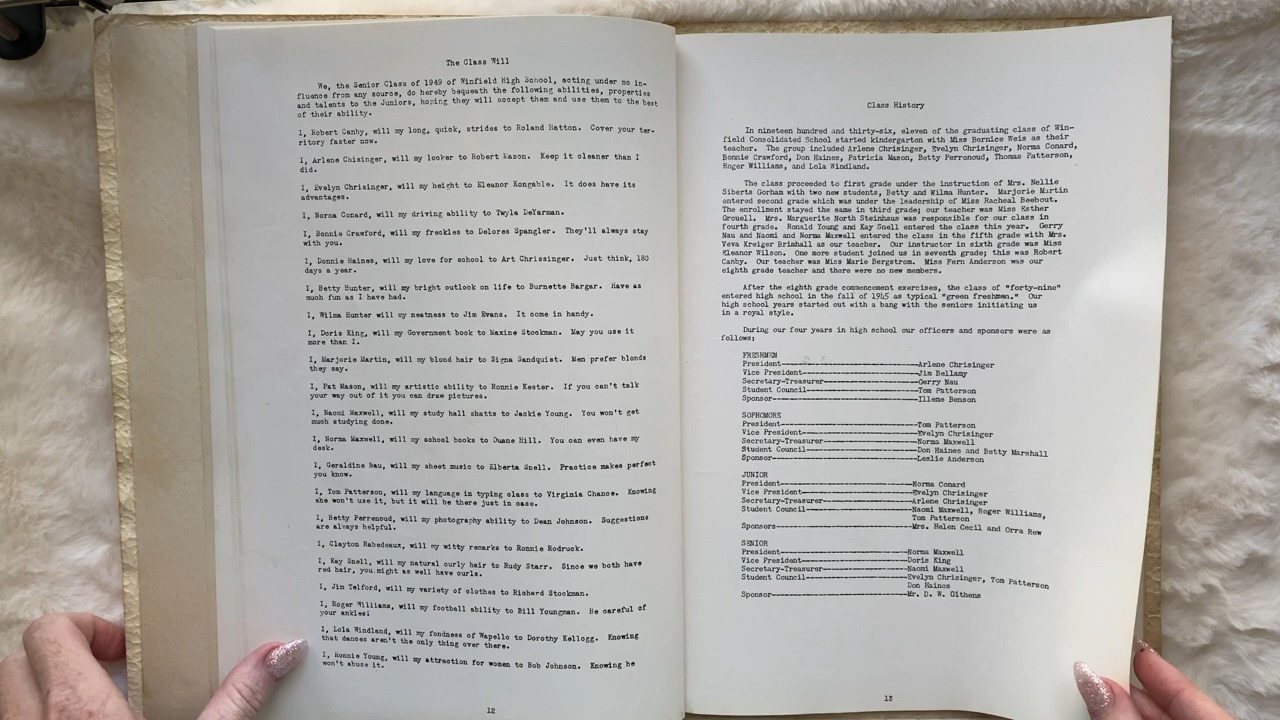 The Class Will
We, the Senior Class of 1949 of Winfield High School, acting under no in-
fluence from any source, do hereby bequeath the following abilities, properties
and talents to the Juniors, hoping they will accept them and use them to the best
of their ability.
I, Robert Canby, will my long, quick, strides to Roland Hatton. Cover your ter-
ritory faster now.
I, Arlene Chisinger, will my locker to Robert Mason. Keep it cleaner than I
did.
I, Evelyn Chrisinger, will my height to Eleanor Kongable. It does have its
advantages.
I, Norma Conard, will my driving ability to Twyla DeYarman.
I, Bonnie Crawford, will my freckles to Delores Spangler. They'll always stay
with you.
I, Donnie Haines, will my love for school to Art Chrissinger. Just think, 180
days a year.
I, Betty Hunter, will my bright outlook on life to Burnette Bargar. Have as
much fun as I have had.
I, Wilma Hunter will my neatness to Jim Evans. It come in handy.
I, Doris King, will my Government book to Maxine Stockman. May you use it
more than I.
I, Marjorie Martin, will my blond hair to Sigma Sandquist. Men prefer blonds
they say.
I, Pat Mason, will my artistic ability to Ronnie Kester. If you can't talk
your way out of it you can draw pictures.
I, Naomi Maxwell, will my study hall shatts to Jackie Young. You won't get
much studying done.
I, Norma Maxwell, will my school books to Duane Hill. You can even have my
desk.
I, Geraldine Nau, will my sheet music to Elberta Snell. Practice makes perfect
you know.
I, Tom Patterson, will my language in typing class to Virginia Chance. Knowing
she won't use it, but it will be there just in case.
I, Betty Perrenoud, will my photography ability to Dean Johnson. Suggestions
are always helpful.
I, Clayton Rabedeaux, will my witty remarks to Ronnie Rodruck.
I, Kay Snell, will my natural curly hair to Rudy Starr. Since we both have
red hair, you might as well have curls.
I, Jim Telford, will my variety of clothes to Richard Stockman.
I, Roger Williams, will my football ability to Bill Youngman. Be careful of
your ankles!
I, Lola Windland, will my fondness of Wapello to Dorothy Kellogg. Knowing
that dances aren't the only thing over there.
I, Ronnie Young, will my attraction for women to Bob Johnson. Knowing he
won't abuse it.
12
Class History
In nineteen hundred and thirty-six, eleven of the graduating class of Win-
field Consolidated School started kindergarten with Miss Bernice Weis as their
teacher. The group included Arlene Chrisinger, Evelyn Chrisinger, Norma Conard,
Bonnie Crawford, Don Haines, Patricia Mason, Betty Perrenoud, Thomas Patterson,
Roger Williams, and Lola Windland.
The class proceeded to first grade under the instruction of Mrs. Nellie
Siberts Gorham with two new students, Betty and Wilma Hunter. Marjorie Martin
entered second grade which was under the leadership of Miss Racheal Beebout.
The enrollment stayed the same in third grade; our teacher was Miss Esther
Grouell. Mrs. Marguerite North Steinhaus was responsible for our class in
fourth grade. Ronald Young and Kay Snell entered the class this year. Gerry
Nau and Naomi and Norma Maxwell entered the class in the fifth grade with Mrs.
Veva Kreiger Brimhall as our teacher. Our instructor in sixth grade was Miss
Eleanor Wilson. One more student joined us in seventh grade; this was Robert
Canby. Our teacher was Miss Marie Bergstrom. Miss Fern Anderson was our
eighth grade teacher and there were no new members.
After the eighth grade commencement exercises, the class of "forty-nine"
entered high school in the fall of 1945 as typical "green freshmen." Our
high school years started out with a bang with the seniors initiating us
in a royal style.
During our four years in high school our officers and sponsors were as
follows:
FRESHMEN
President----------Arlene Chrisinger
Vice President----------Jim Bellamy
Secretary-Treasurer----------Gerry Nau
Student Council----------Tom Patterson
Sponsor----------Illene Benson
SOPHOMORE
President----------Tom Patterson
Vice President----------Evelyn Chrisinger
Secretary-Treasurer----------Norma Maxwell
Student Council----------Don Haines and Betty Marshall
Sponsor----------Leslie Anderson
JUNIOR
President----------Norma Conard
Vice President----------Evelyn Chrisinger
Secretary-Treasurer----------Arlene Chrisinger
Student Council----------Naomi Maxwell, Roger Williams,
Tom Patterson
Sponsors----------Mrs. Helen Cecil and Orra Rew
SENIOR
President----------Norma Maxwell
Vice President----------Doris King
Secretary-Treasurer----------Naomi Maxwell
Student Council----------Evelyn Chrisinger, Tom Patterson
Don Haines
Sponsor----------Mr. D. W. Githens
13